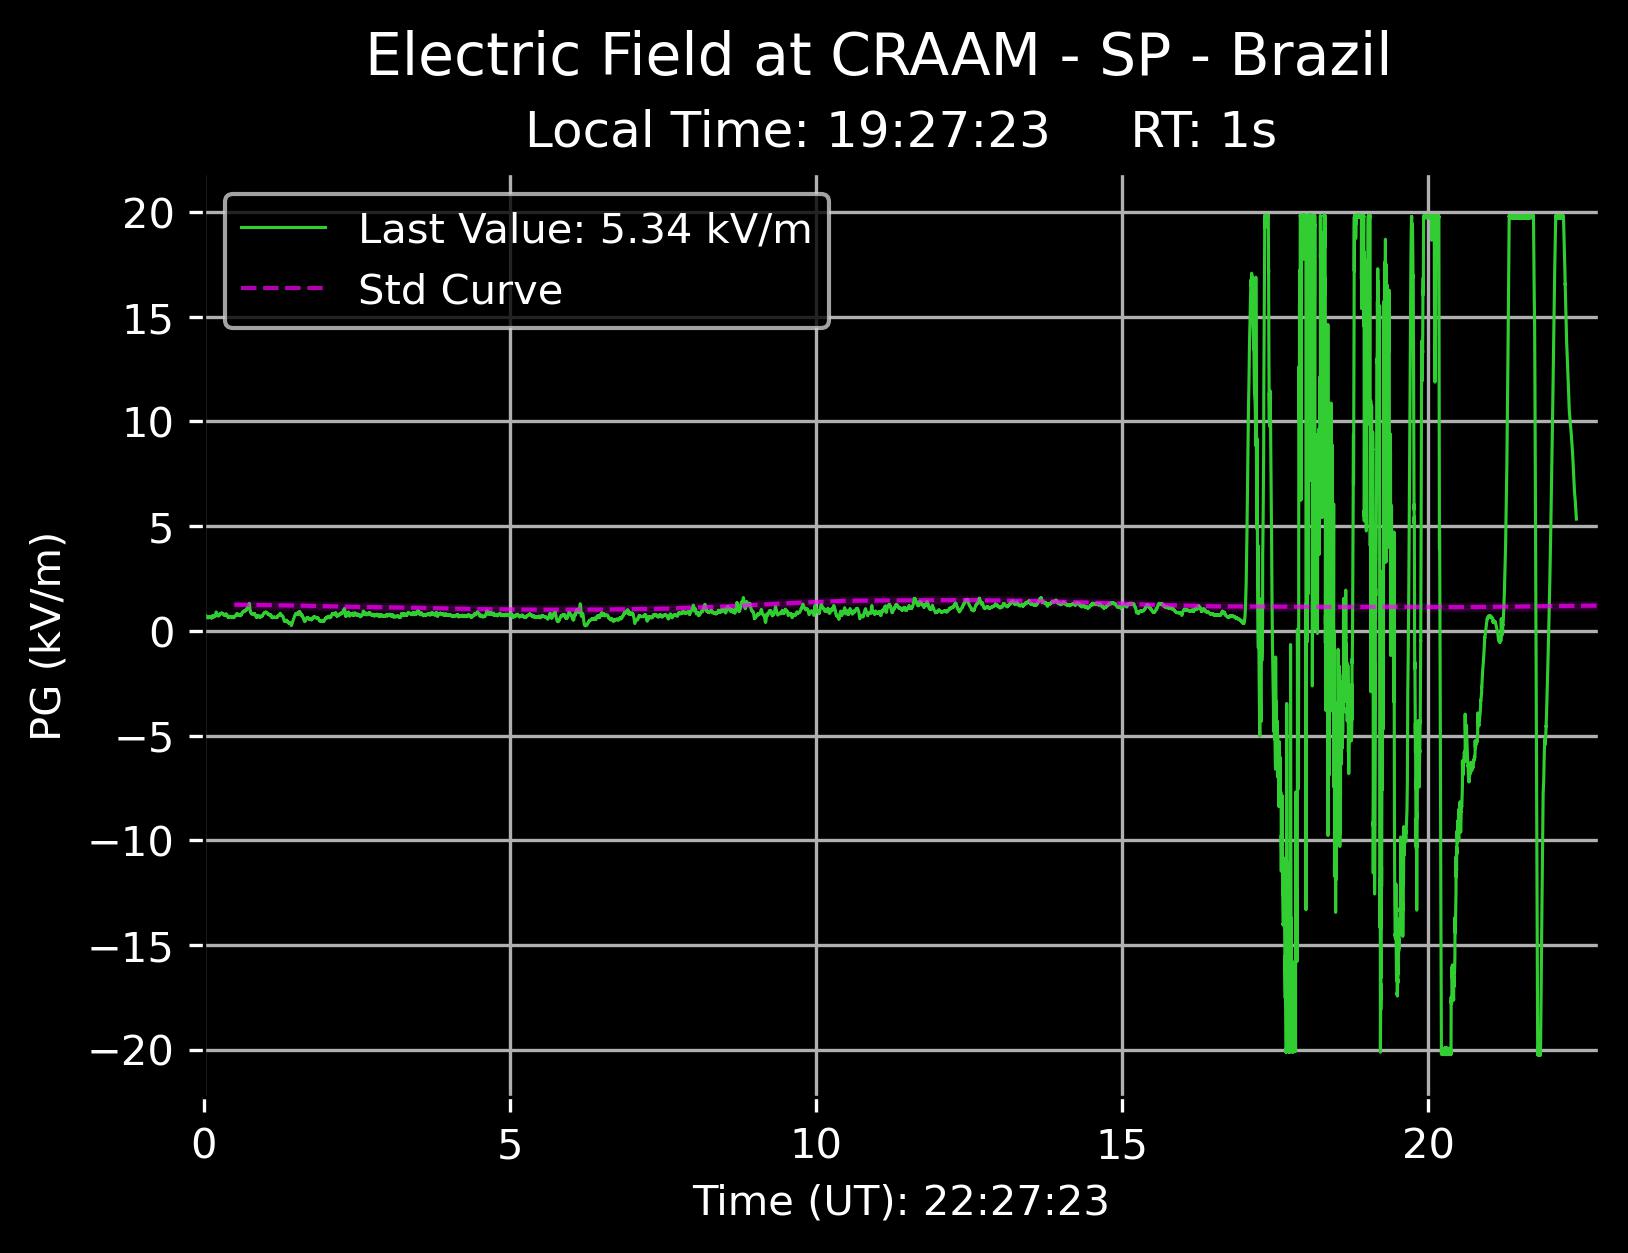 Electric Field at CRAAM - SP - Brazil
Local Time: 19:27:23 RT: 1s
Last Value: 5.34 kV/m
Std Curve
20
15
10
5
0
−5
−10
−15
−20
PG (kV/m)
0 5 10 15 20
Time (UT): 22:27:23